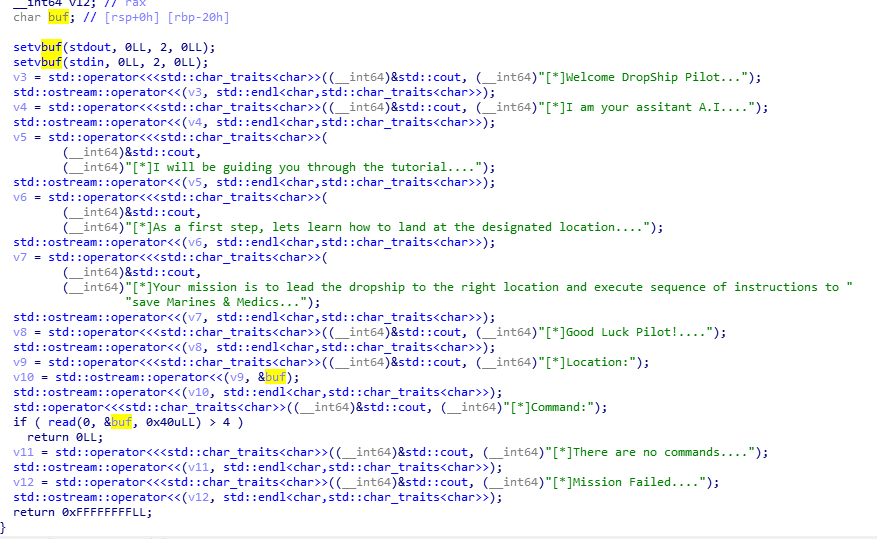 __int64 v12; // rax
char buf; // [rsp+0h] [rbp-20h]
setvbuf(stdout, 0LL, 2, 0LL);
setvbuf(stdin, 0LL, 2, 0LL);
v3 = std::operator<<<std::char_traits<char>>((__int64)&std::cout, (__int64)"[*]Welcome DropShip Pilot...");
std::ostream::operator<<(v3, std::endl<char,std::char_traits<char>>);
v4 = std::operator<<<std::char_traits<char>>((__int64)&std::cout, (__int64)"[*]I am your assitant A.I....");
std::ostream::operator<<(v4, std::endl<char,std::char_traits<char>>);
v5 = std::operator<<<std::char_traits<char>>(
(__int64)&std::cout,
(__int64)"[*]I will be guiding you through the tutorial....");
std::ostream::operator<<(v5, std::endl<char,std::char_traits<char>>);
v6 = std::operator<<<std::char_traits<char>>(
(__int64)&std::cout,
(__int64)"[*]As a first step, lets learn how to land at the designated location....");
std::ostream::operator<<(v6, std::endl<char,std::char_traits<char>>);
v7 = std::operator<<<std::char_traits<char>>(
(__int64)&std::cout,
(__int64)"[*]Your mission is to lead the dropship to the right location and execute sequence of instructions to "
"save Marines & Medics...");
std::ostream::operator<<(v7, std::endl<char,std::char_traits<char>>);
v8 = std::operator<<<std::char_traits<char>>((__int64)&std::cout, (__int64)"[*]Good Luck Pilot!....");
std::ostream::operator<<(v8, std::endl<char,std::char_traits<char>>);
v9 = std::operator<<<std::char_traits<char>>((__int64)&std::cout, (__int64)"[*]Location:");
v10 = std::ostream::operator<<(v9, &buf);
std::ostream::operator<<(v10, std::endl<char,std::char_traits<char>>);
std::operator<<<std::char_traits<char>>((__int64)&std::cout, (__int64)"[*]Command:");
if ( read(0, &buf, 0x40uLL) > 4 )
return 0LL;
v11 = std::operator<<<std::char_traits<char>>((__int64)&std::cout, (__int64)"[*]There are no commands....");
std::ostream::operator<<(v11, std::endl<char,std::char_traits<char>>);
v12 = std::operator<<<std::char_traits<char>>((__int64)&std::cout, (__int64)"[*]Mission Failed....");
std::ostream::operator<<(v12, std::endl<char,std::char_traits<char>>);
return 0xFFFFFFFFLL;
}